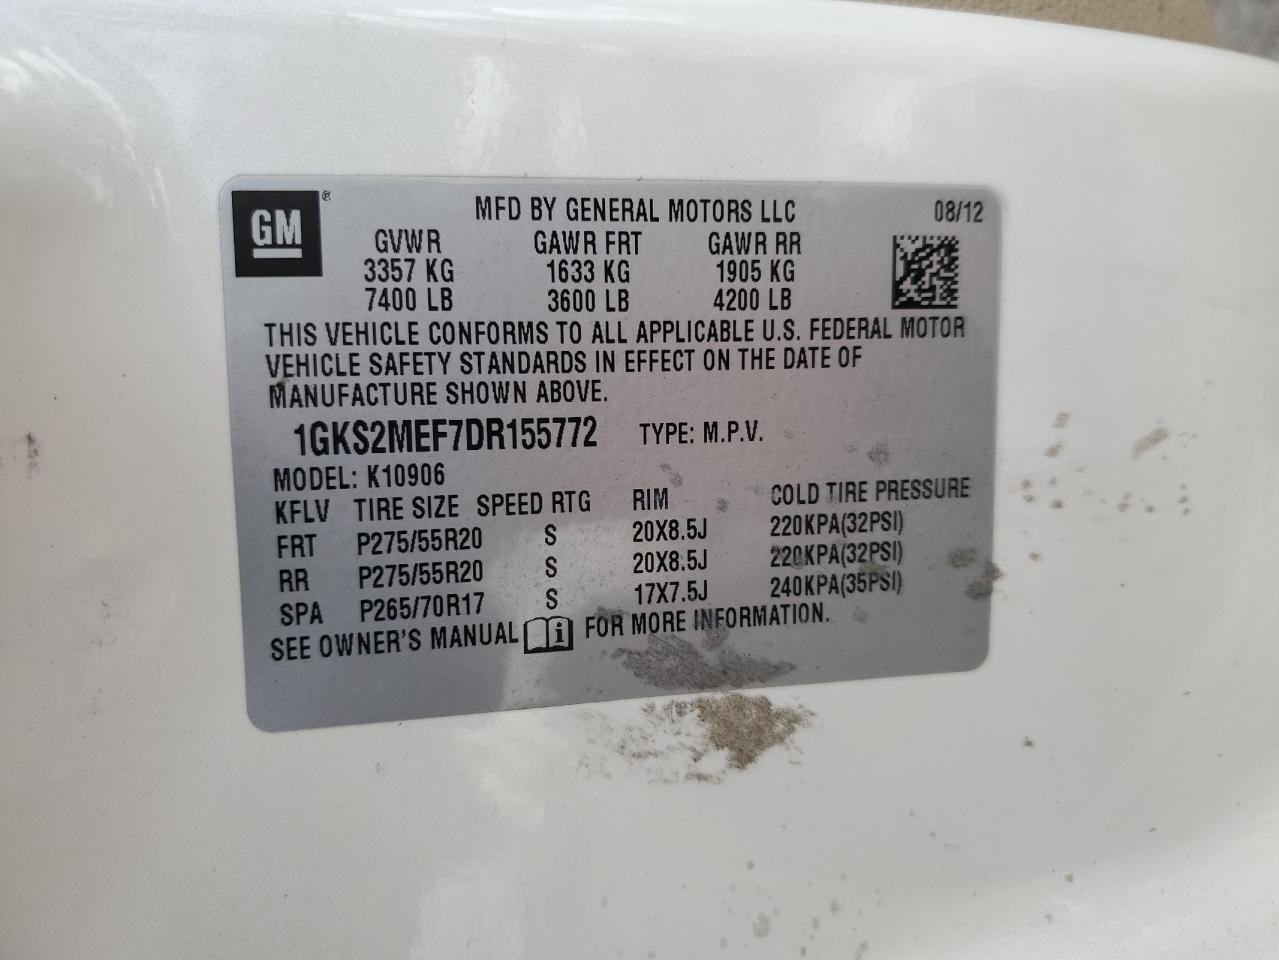 GM ®
MFD BY GENERAL MOTORS LLC 08/12
GVWR GAWR FRT GAWR RR
3357 KG 1633 KG 1905 KG
7400 LB 3600 LB 4200 LB
THIS VEHICLE CONFORMS TO ALL APPLICABLE U.S. FEDERAL MOTOR
VEHICLE SAFETY STANDARDS IN EFFECT ON THE DATE OF
MANUFACTURE SHOWN ABOVE.
1GKS2MEF7DR155772 TYPE: M.P.V.
MODEL: K10906
KFLV TIRE SIZE SPEED RTG RIM COLD TIRE PRESSURE
FRT P275/55R20 S 20X8.5J 220KPA(32PSI)
RR P275/55R20 S 20X8.5J 220KPA(32PSI)
SPA P265/70R17 S 17X7.5J 240KPA(35PSI)
SEE OWNER'S MANUAL i FOR MORE INFORMATION.